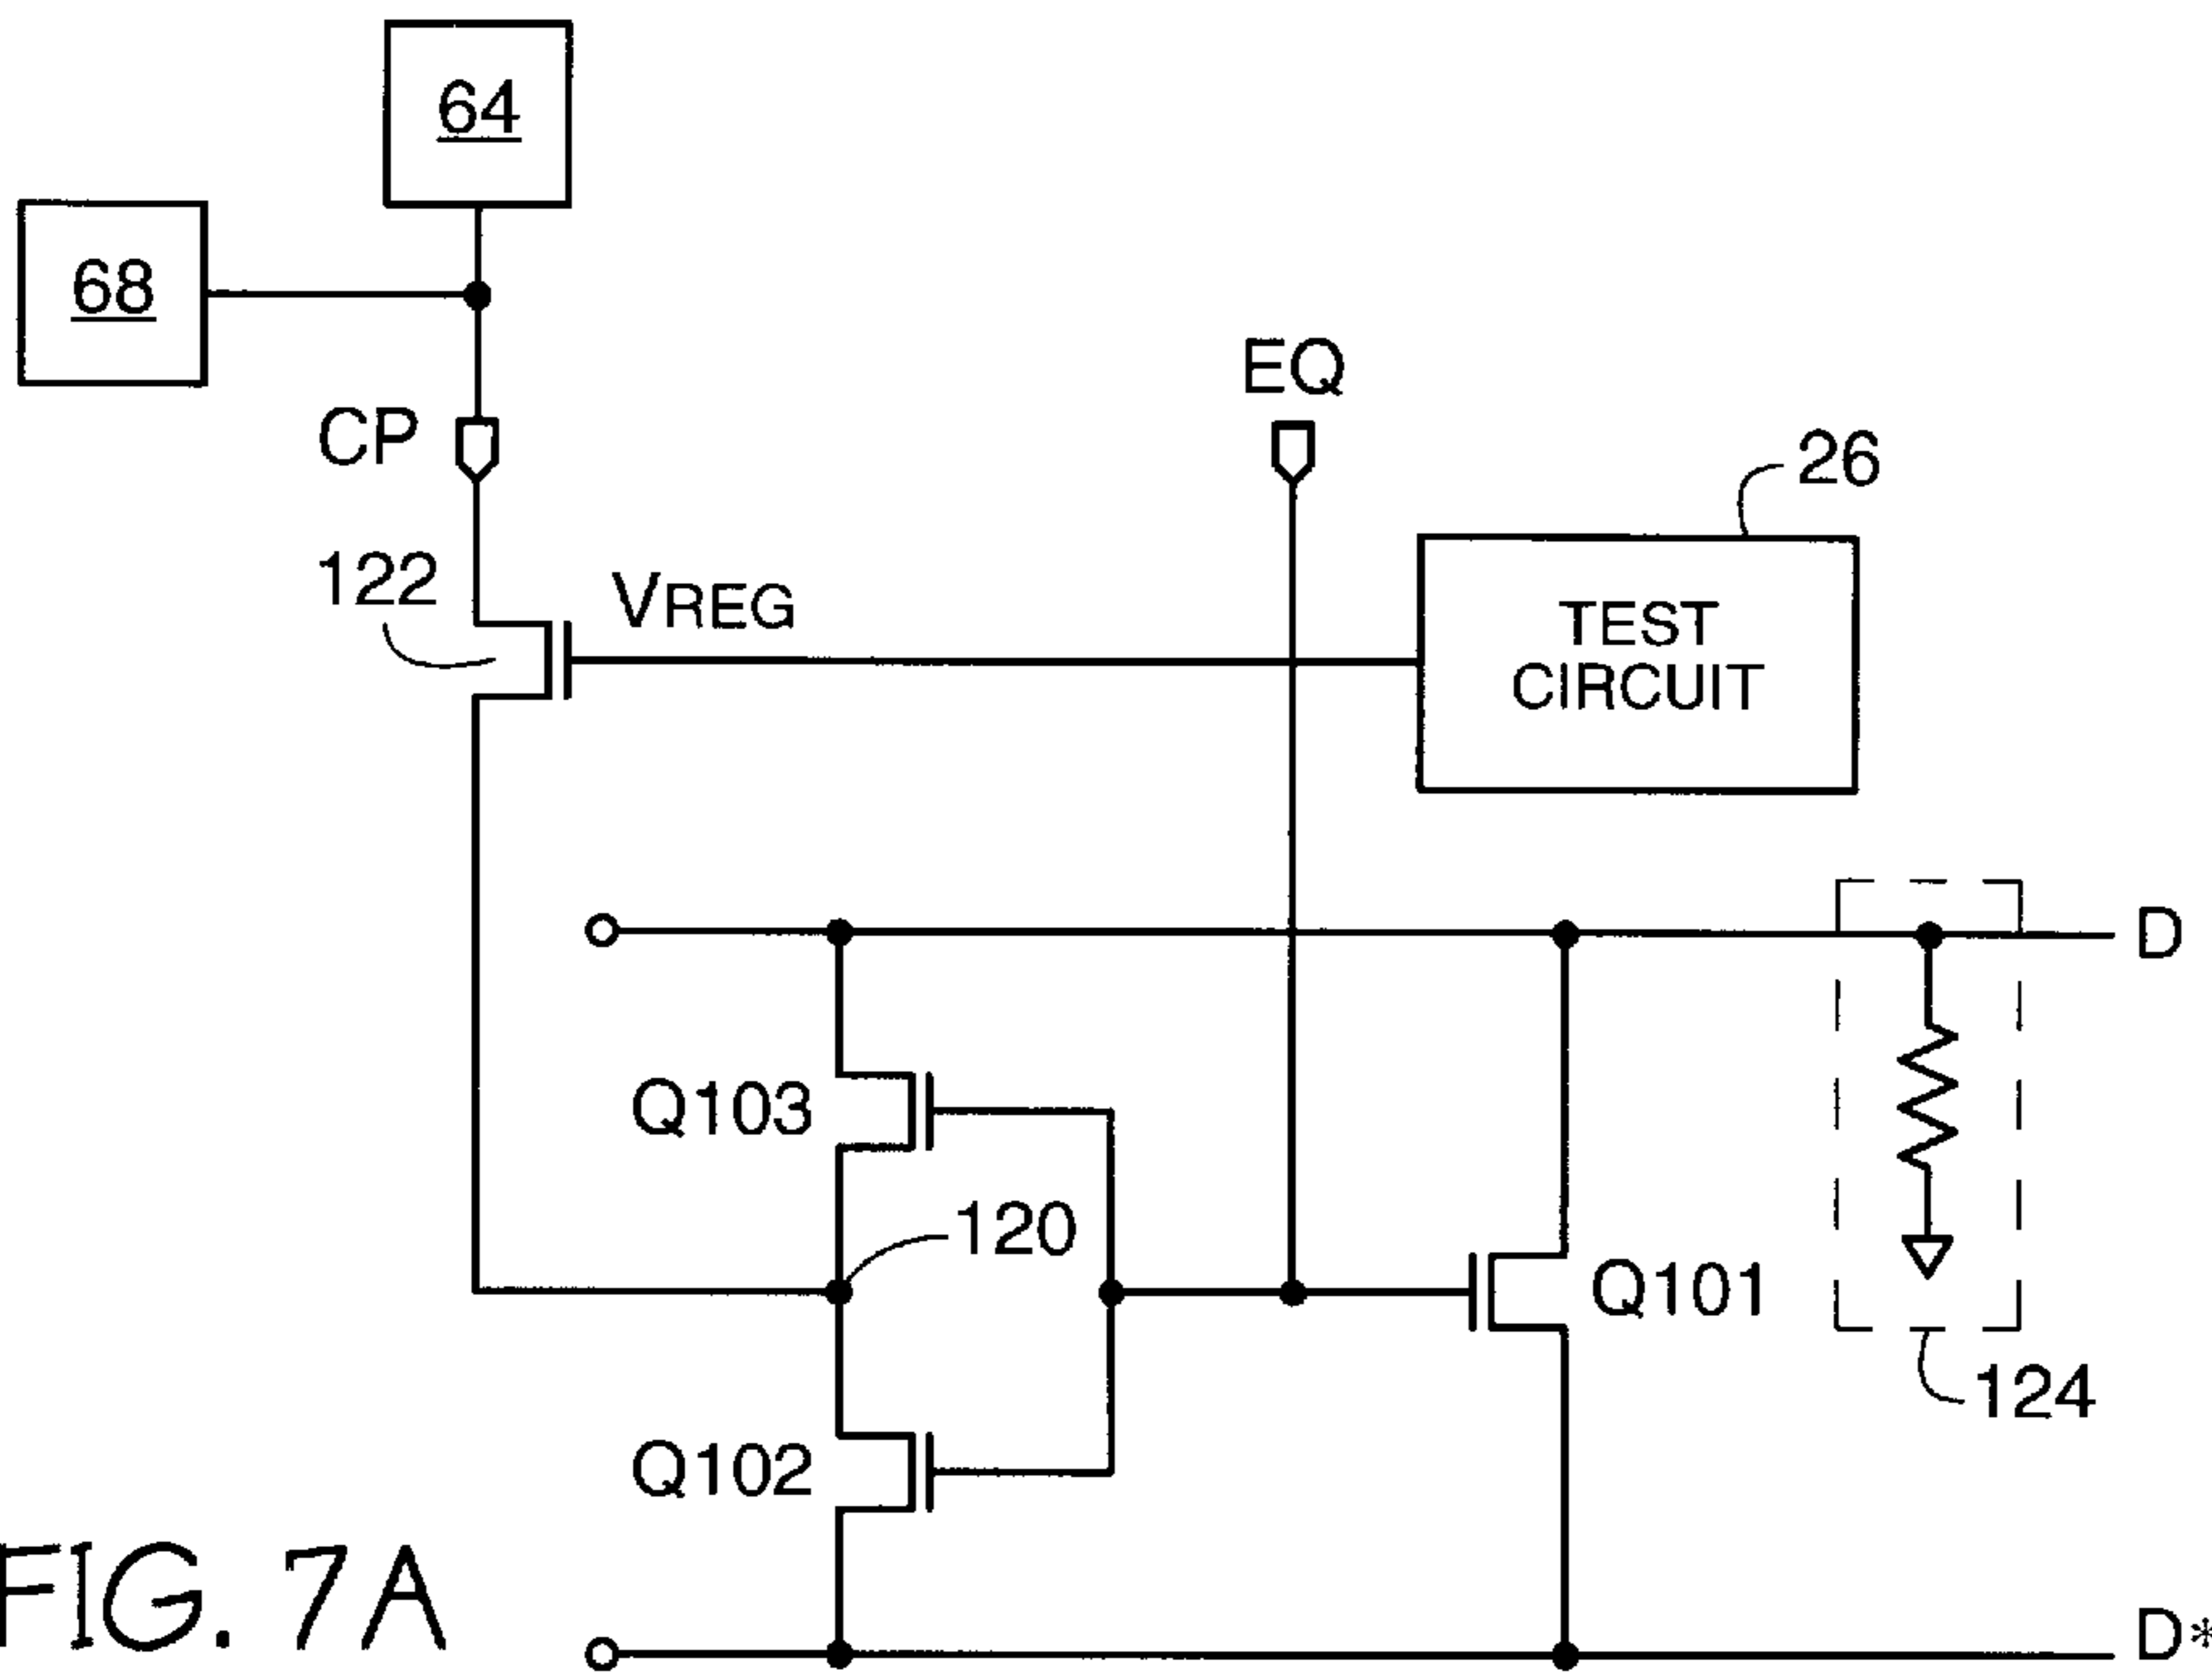 64
68
EQ
CP
26
122
VREG
TEST
CIRCUIT
D
Q103
120
Q101
124
Q102
FIG. 7A
D*